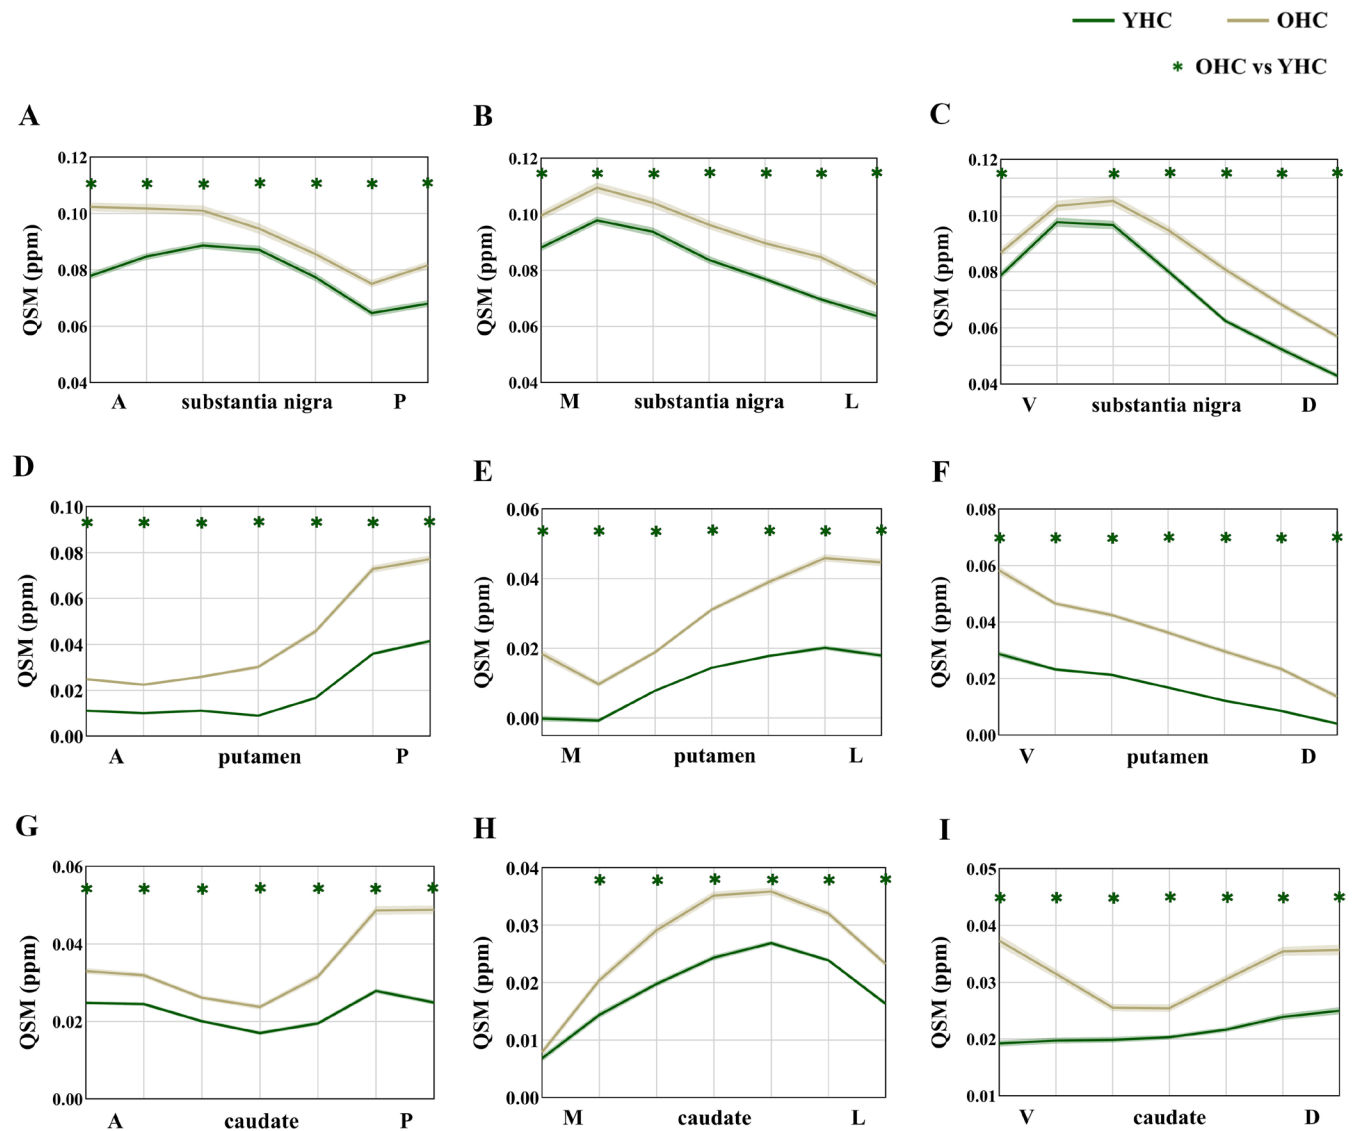 YHC OHC
* OHC vs YHC
A
B
C
QSM (ppm)
0.12
0.10
0.08
0.06
0.04
* * * * * * *
A substantia nigra P
QSM (ppm)
0.12
0.10
0.08
0.06
0.04
* * * * * * *
M substantia nigra L
QSM (ppm)
0.12
0.10
0.08
0.06
0.04
* * * * * *
V substantia nigra D
D
E
F
QSM (ppm)
0.10
0.08
0.06
0.04
0.02
0.00
* * * * * * *
A putamen P
QSM (ppm)
0.06
0.04
0.02
0.00
* * * * * * *
M putamen L
QSM (ppm)
0.08
0.06
0.04
0.02
0.00
* * * * * * *
V putamen D
G
H
I
QSM (ppm)
0.06
0.04
0.02
0.00
* * * * * * *
A caudate P
QSM (ppm)
0.04
0.03
0.02
0.01
0.00
* * * * * *
M caudate L
QSM (ppm)
0.05
0.04
0.03
0.02
0.01
* * * * * * *
V caudate D